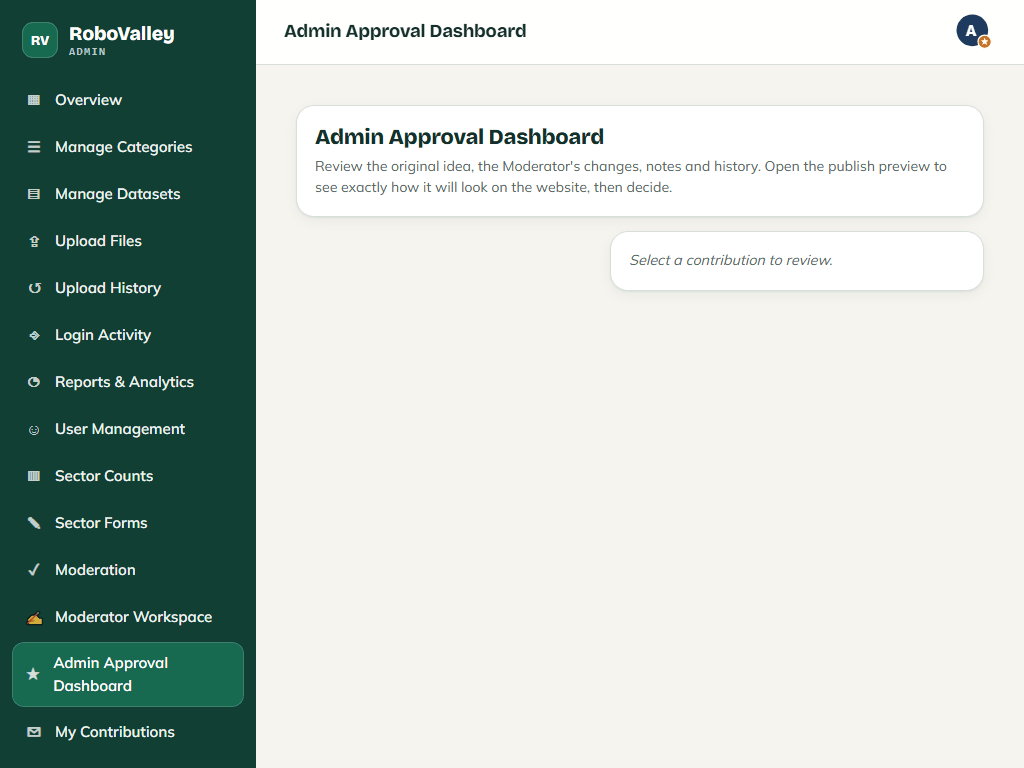 RV
RoboValley
ADMIN
Overview
Manage Categories
Manage Datasets
Upload Files
Upload History
Login Activity
Reports & Analytics
User Management
Sector Counts
Sector Forms
Moderation
Moderator Workspace
Admin Approval
Dashboard
My Contributions
Admin Approval Dashboard
A
Admin Approval Dashboard
Review the original idea, the Moderator's changes, notes and history. Open the publish preview to
see exactly how it will look on the website, then decide.
Select a contribution to review.